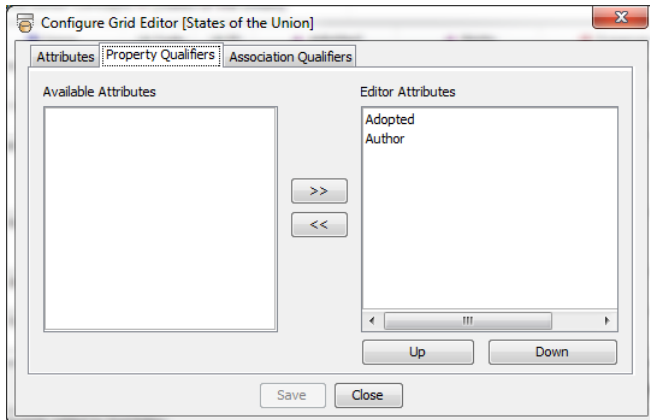 Configure Grid Editor [States of the Union]
Attributes Property Qualifiers Association Qualifiers
Available Attributes
Editor Attributes
Adopted
Author
>>
<<
Up Down
Save Close